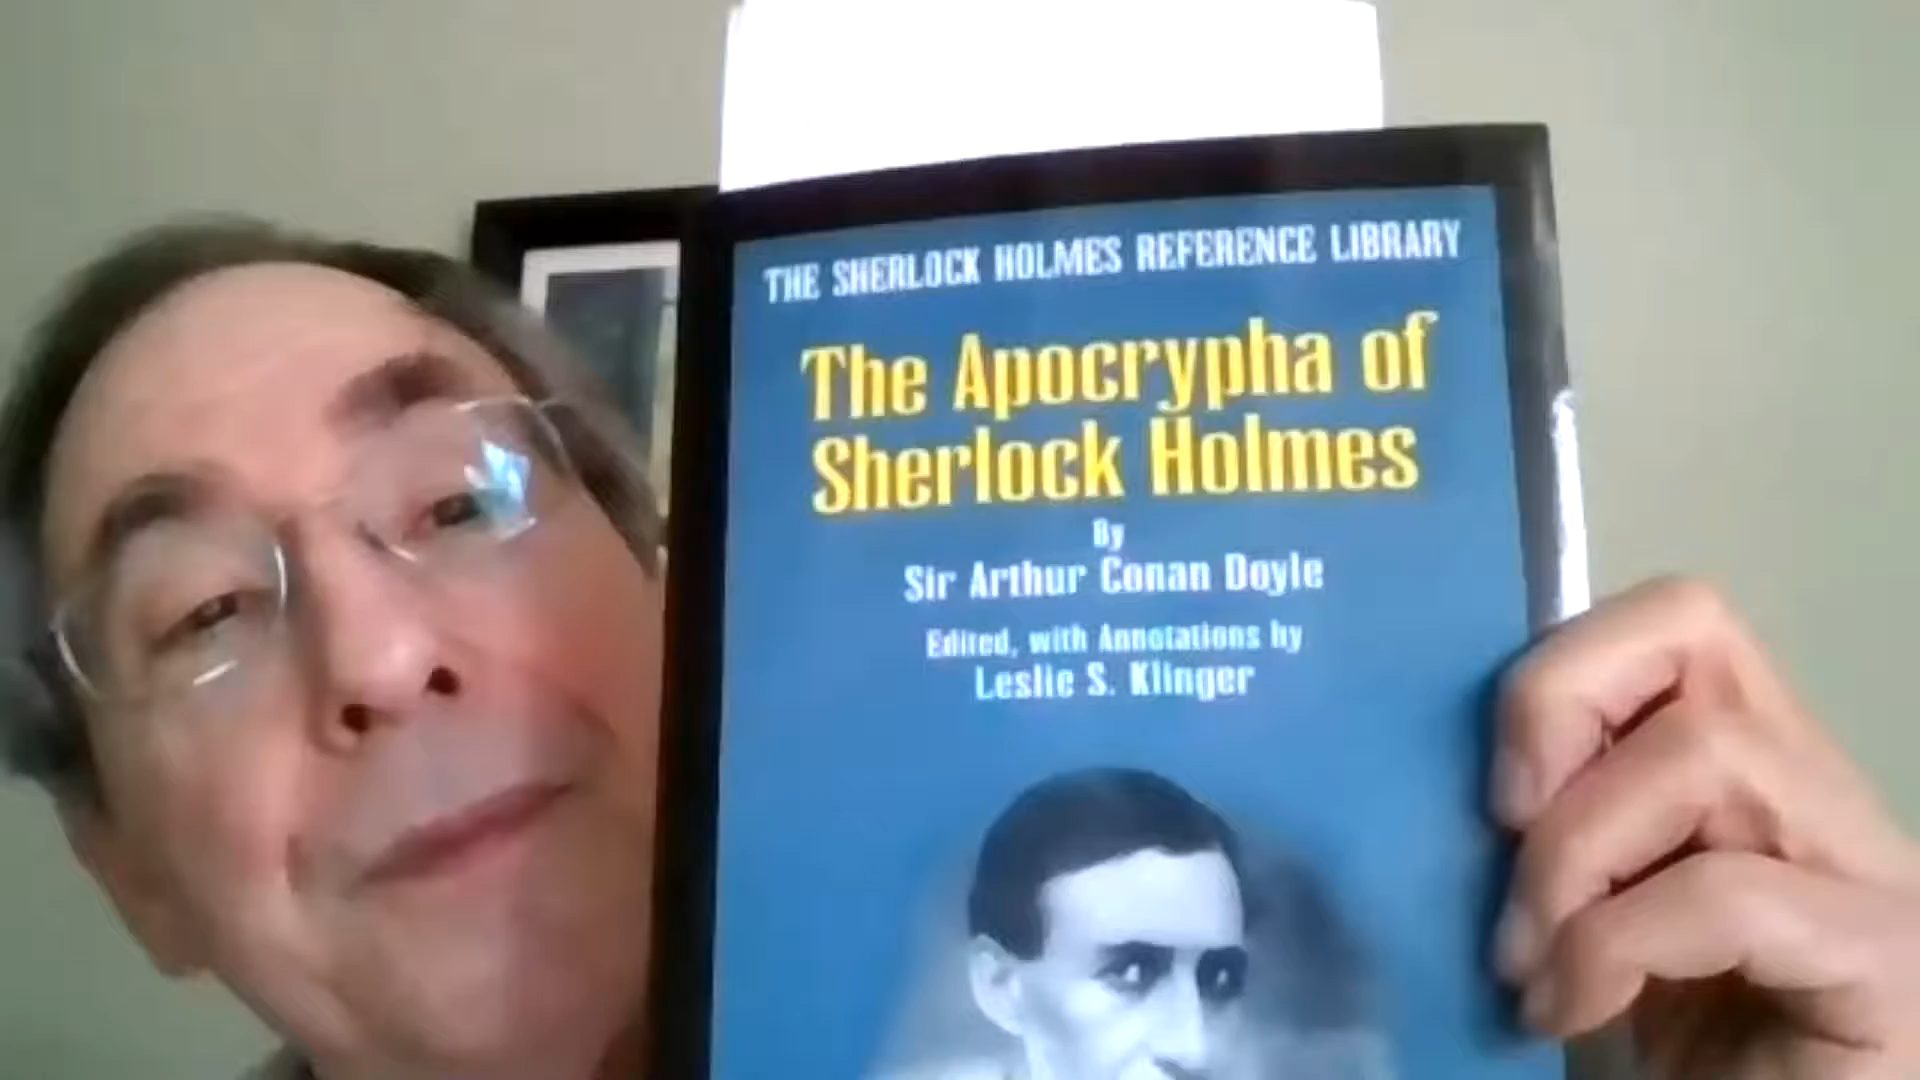 THE SHERLOCK HOLMES REFERENCE LIBRARY
The Apocrypha of
Sherlock Holmes
By
Sir Arthur Conan Doyle
Edited, with Annotations by
Leslie S. Klinger